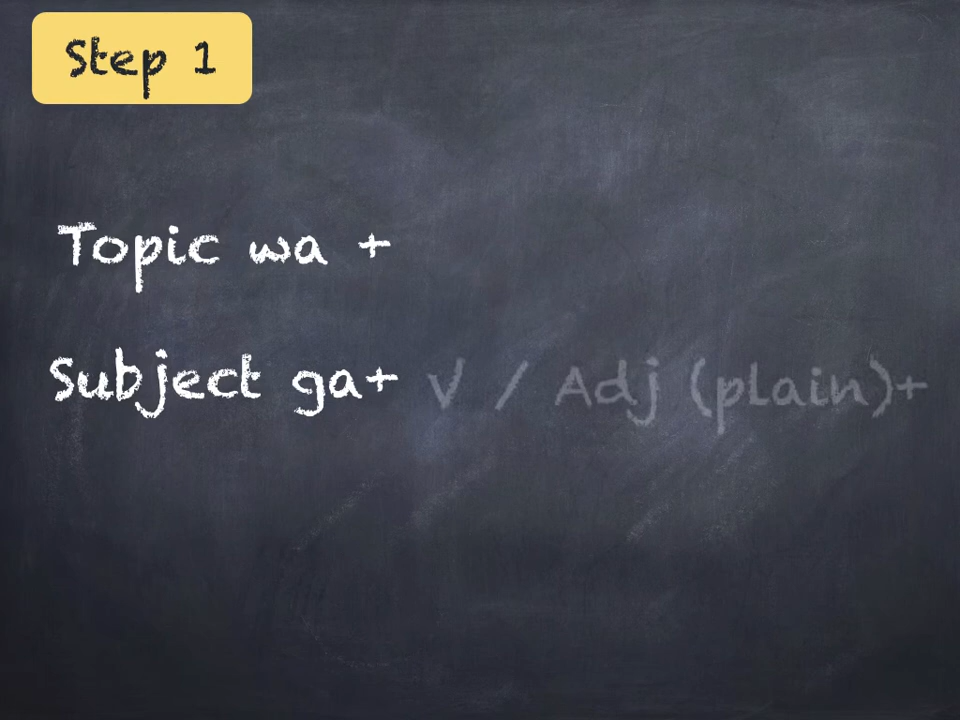 Step 1
Topic wa +
Subject ga+ V / Adj (plain)+